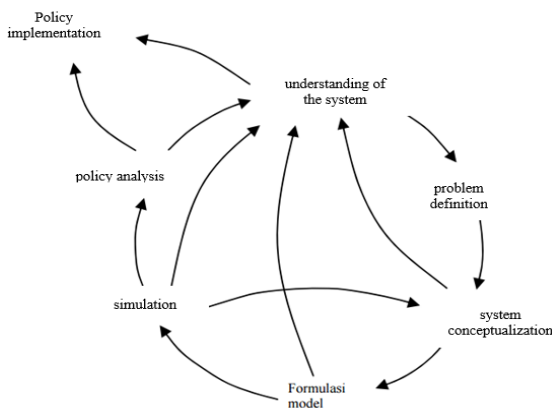 Policy
implementation
understanding of
the system
policy analysis
problem
definition
simulation
system
conceptualization
Formulasi
model